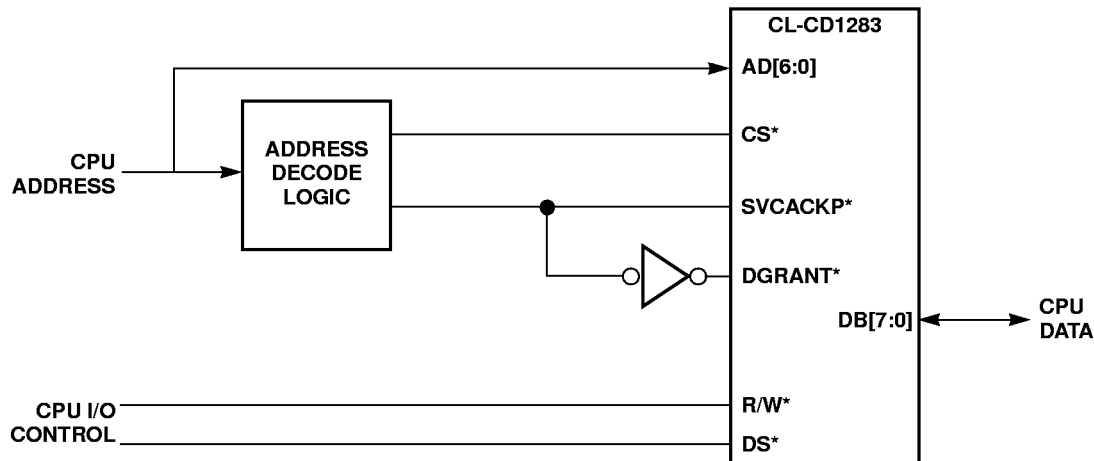 CL-CD1283
AD[6:0]
CPU
ADDRESS
ADDRESS
DECODE
LOGIC
CS*
SVCACKP*
DGRANT*
DB[7:0]
CPU
DATA
CPU I/O
CONTROL
R/W*
DS*